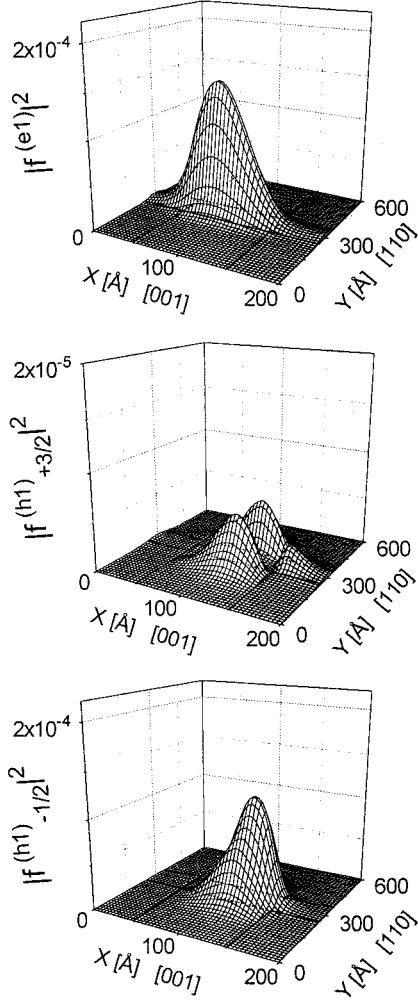 2x10⁻⁴
|f⁽ᵉ¹⁾|²
0
100
200
X [Å] [001]
0
300
600
Y [Å] [110]
2x10⁻⁵
|f⁽ʰ¹⁾₊₃/₂|²
0
100
200
X [Å] [001]
0
300
600
Y [Å] [110]
2x10⁻⁴
|f⁽ʰ¹⁾₋₁/₂|²
0
100
200
X [Å] [001]
0
300
600
Y [Å] [110]